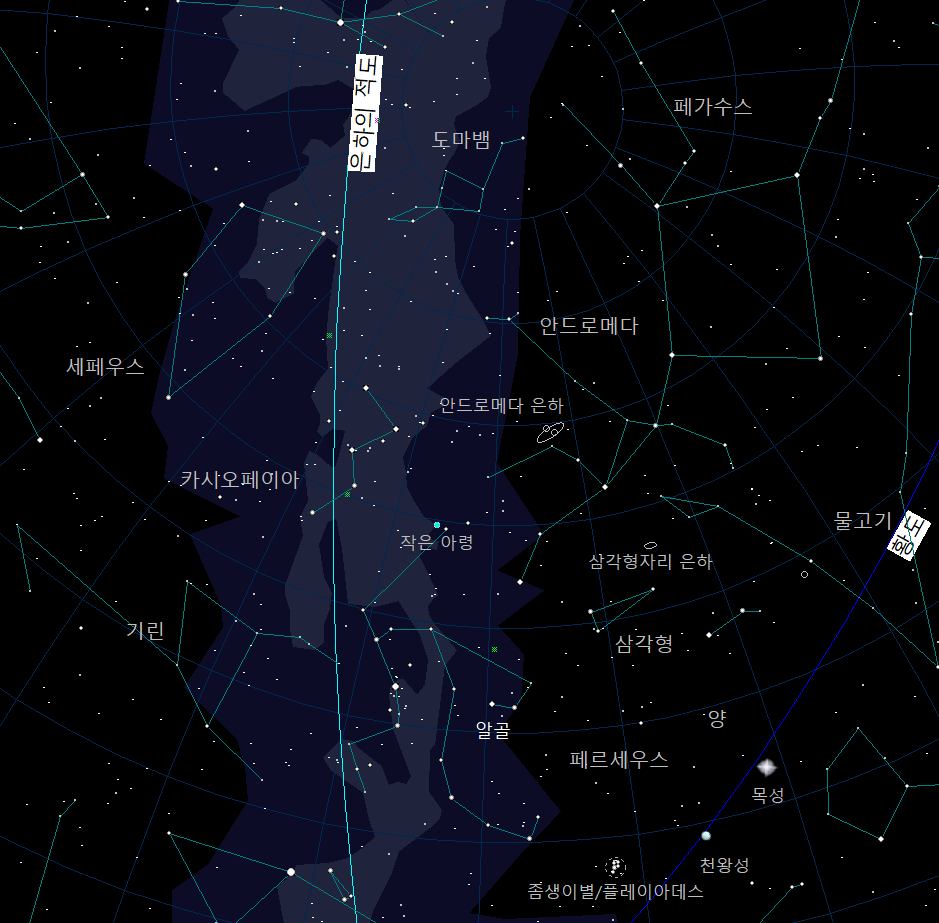 은하의 적도
페가수스
도마뱀
안드로메다
세페우스
안드로메다 은하
카시오페이아
물고기
황도
작은 아령
삼각형자리 은하
기린
삼각형
양
알골
페르세우스
목성
천왕성
좀생이별/플레이아데스